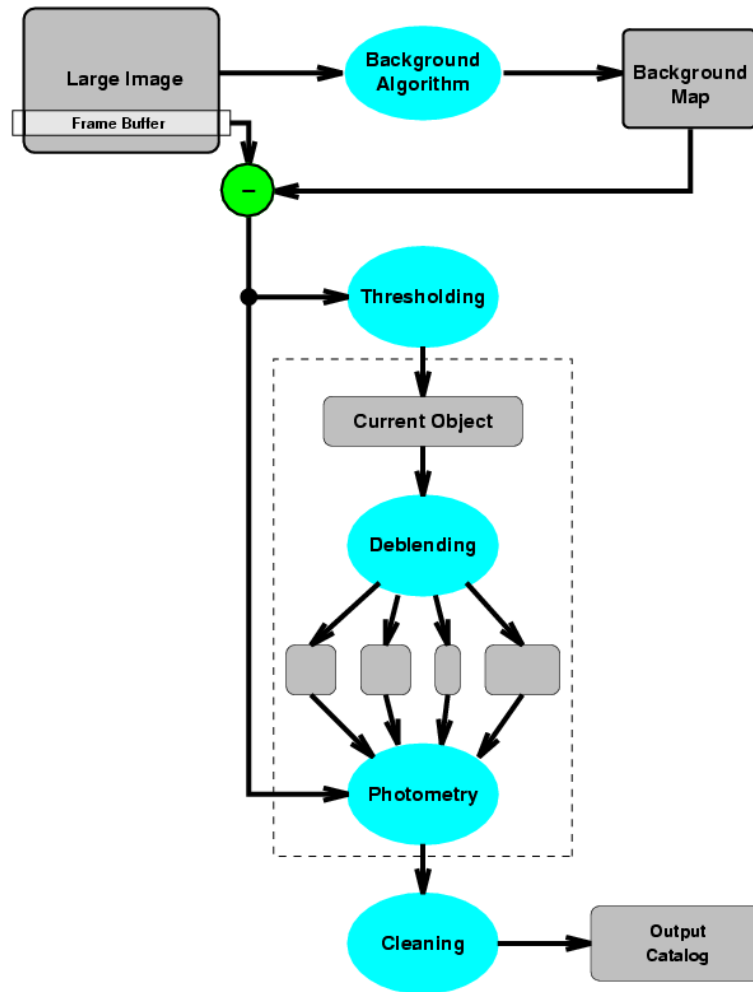 Large Image
Frame Buffer
Background
Algorithm
Background
Map
–
Thresholding
Current Object
Deblending
Photometry
Cleaning
Output
Catalog